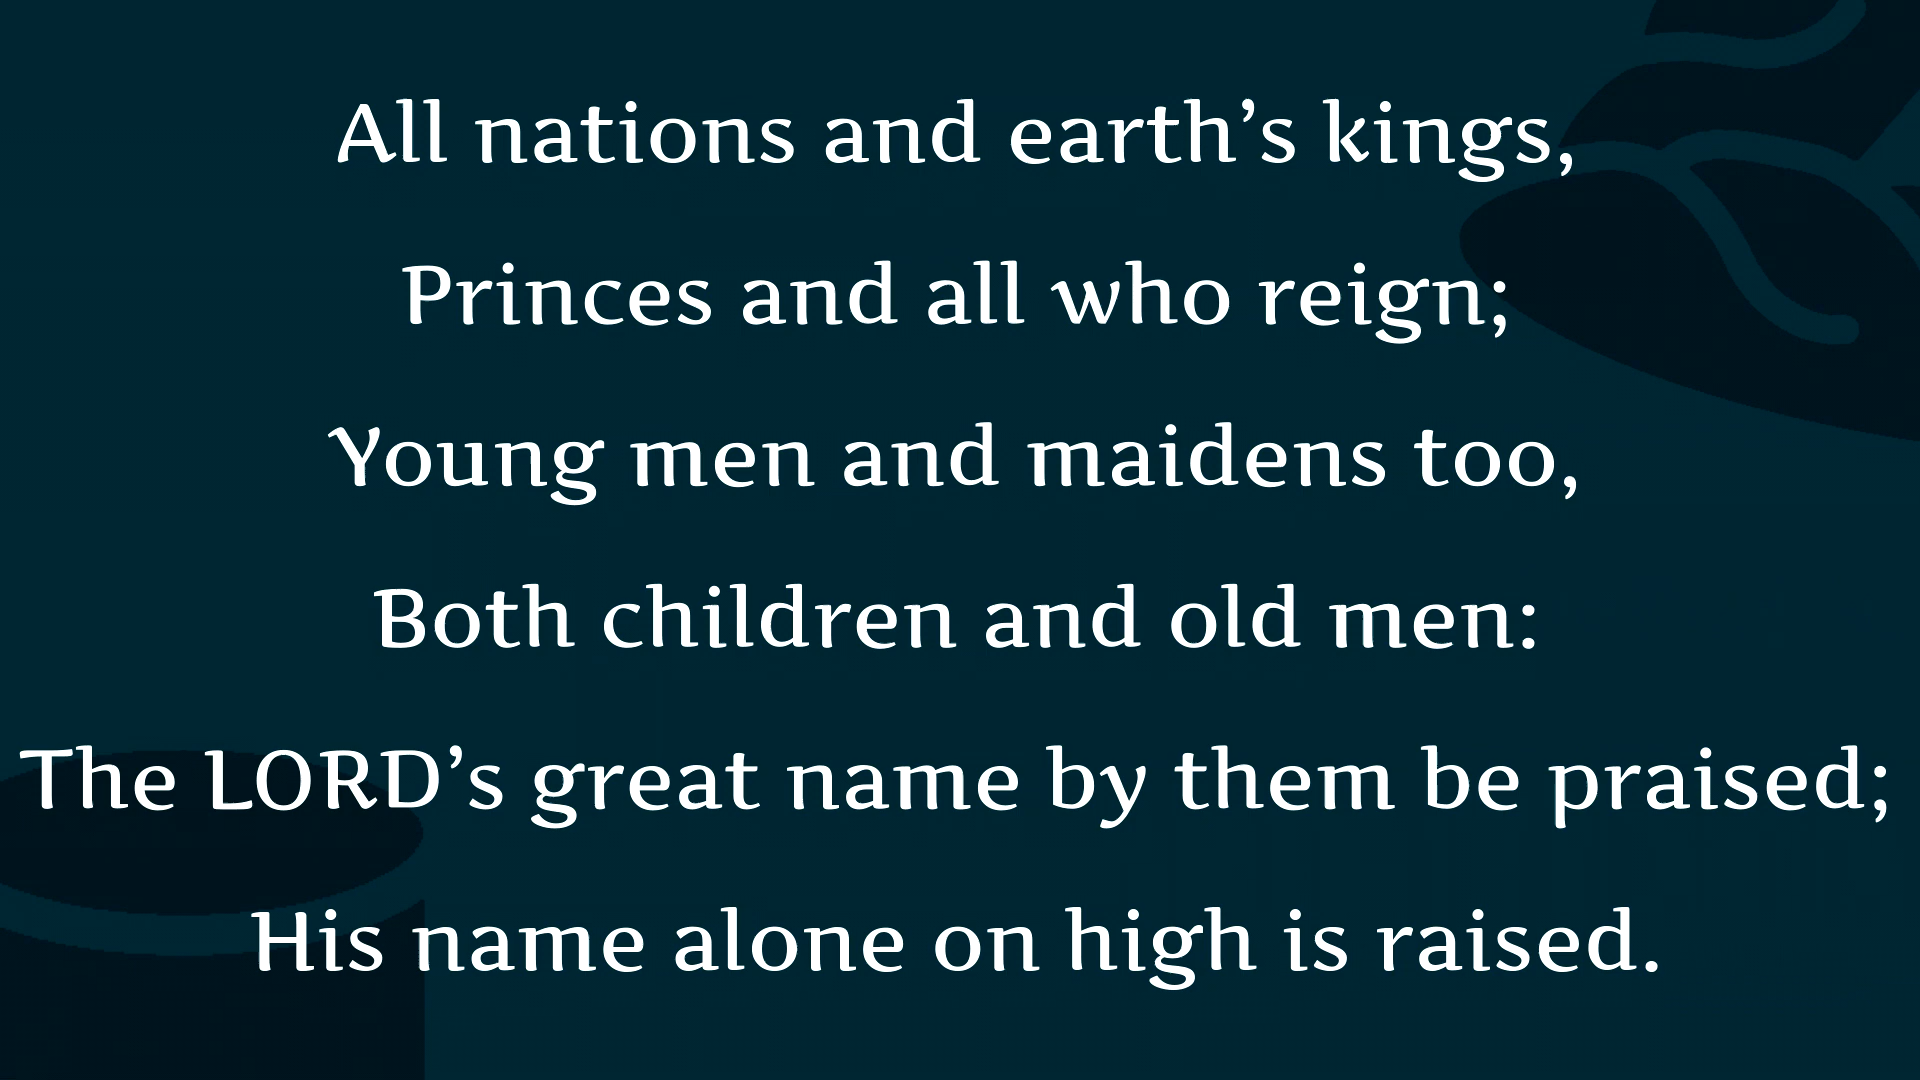 All nations and earth’s kings,
Princes and all who reign;
Young men and maidens too,
Both children and old men:
The LORD’s great name by them be praised;
His name alone on high is raised.